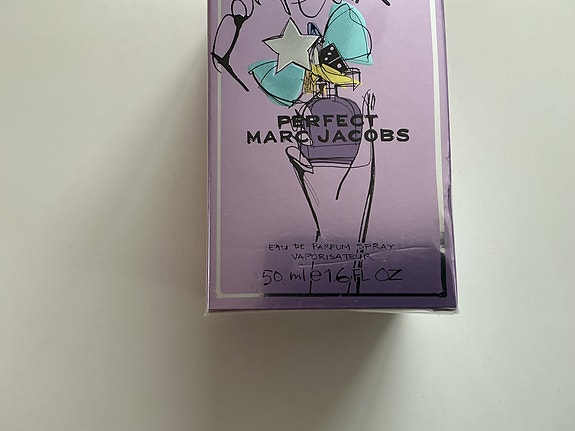 PERFECT
MARC JACOBS
EAU DE PARFUM SPRAY
VAPORISATEUR
50 ml e 1.6 FL OZ